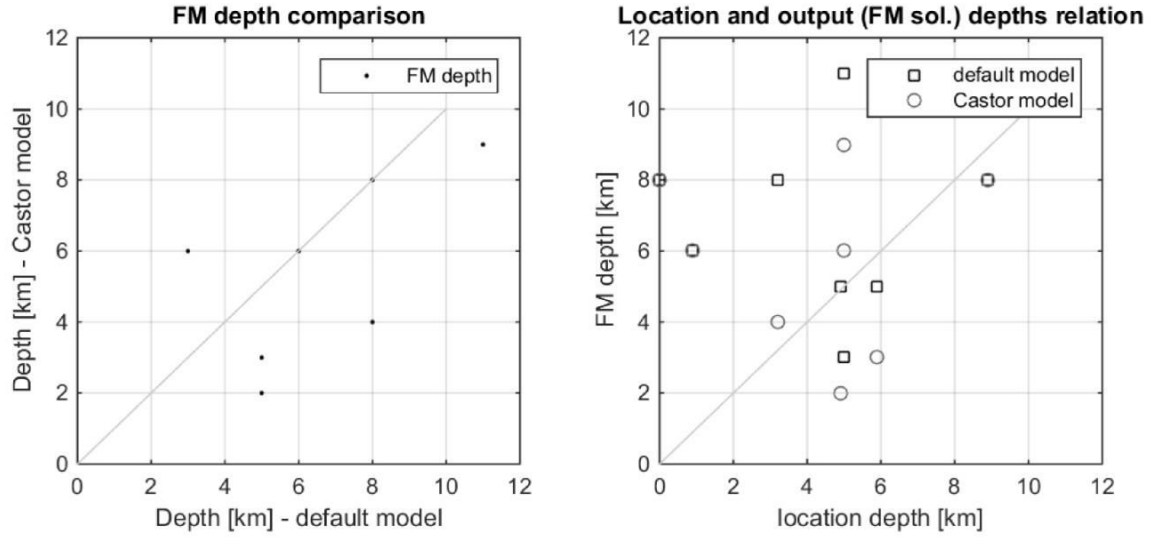 FM depth comparison
12
10
8
6
4
2
0
0 2 4 6 8 10 12
Depth [km] - Castor model
Depth [km] - default model
FM depth
Location and output (FM sol.) depths relation
12
10
8
6
4
2
0
0 2 4 6 8 10 12
FM depth [km]
location depth [km]
default model
Castor model